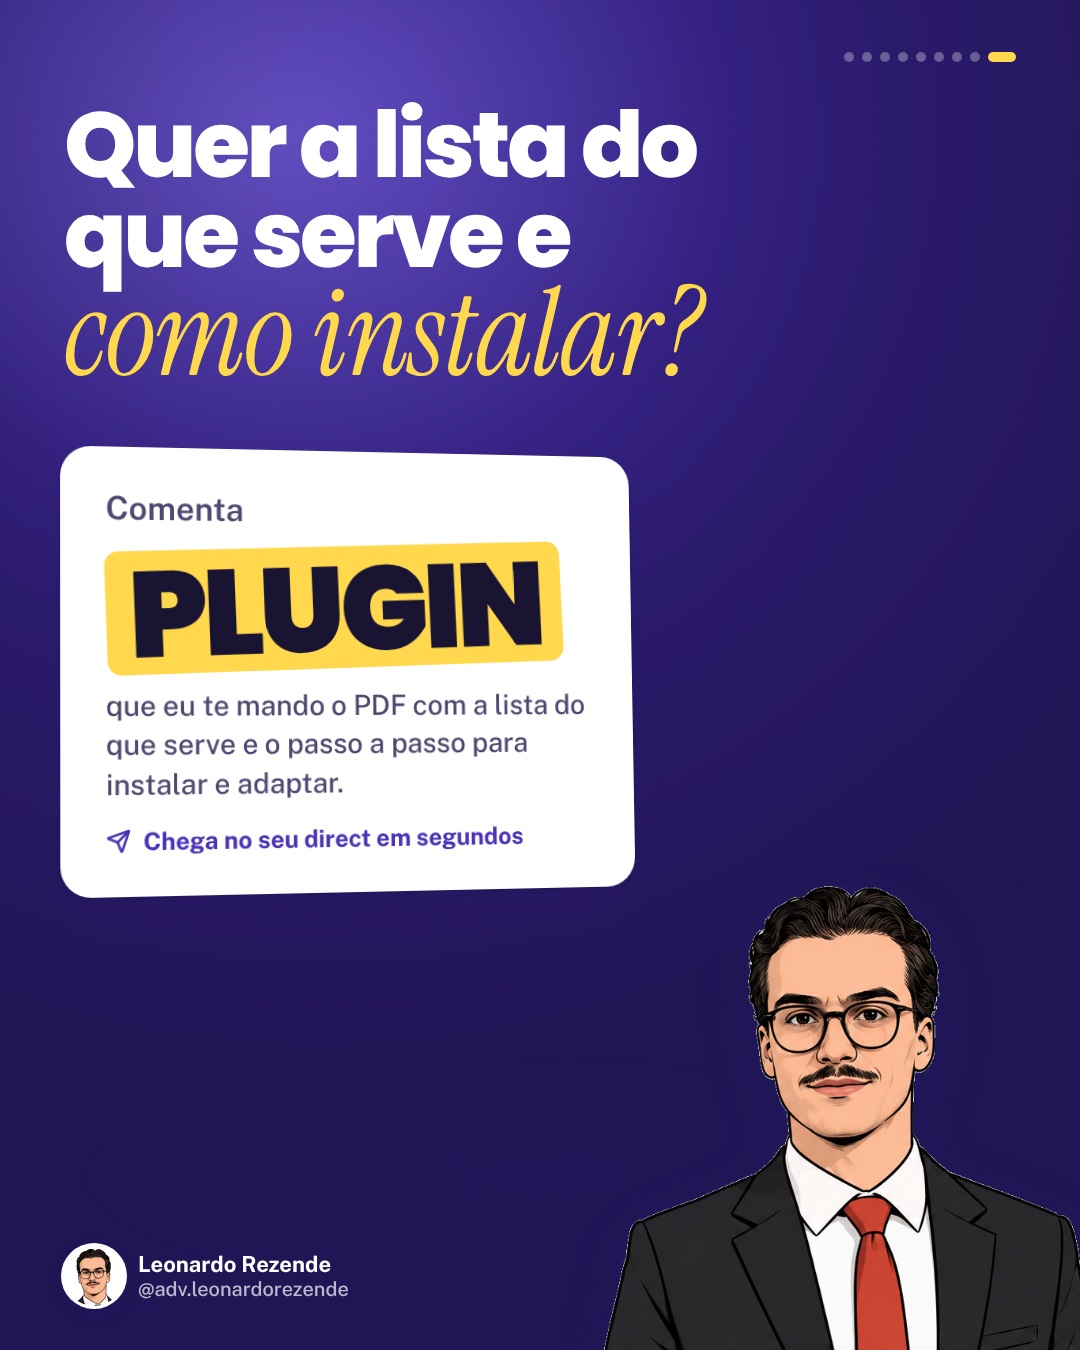 Quer a lista do
que serve e
como instalar?
Comenta
PLUGIN
que eu te mando o PDF com a lista do
que serve e o passo a passo para
instalar e adaptar.
Chega no seu direct em segundos
Leonardo Rezende
@adv.leonardorezende